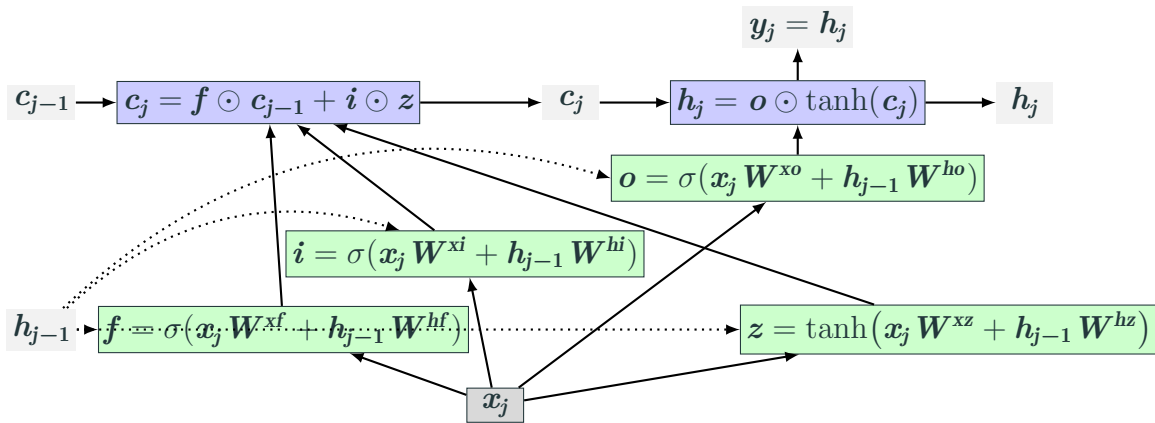 y_j = h_j
c_{j−1}
c_j = f ⊙ c_{j−1} + i ⊙ z
c_j
h_j = o ⊙ tanh(c_j)
h_j
o = σ(x_j W^{xo} + h_{j−1} W^{ho})
i = σ(x_j W^{xi} + h_{j−1} W^{hi})
h_{j−1}
f = σ(x_j W^{xf} + h_{j−1} W^{hf})
z = tanh(x_j W^{xz} + h_{j−1} W^{hz})
x_j